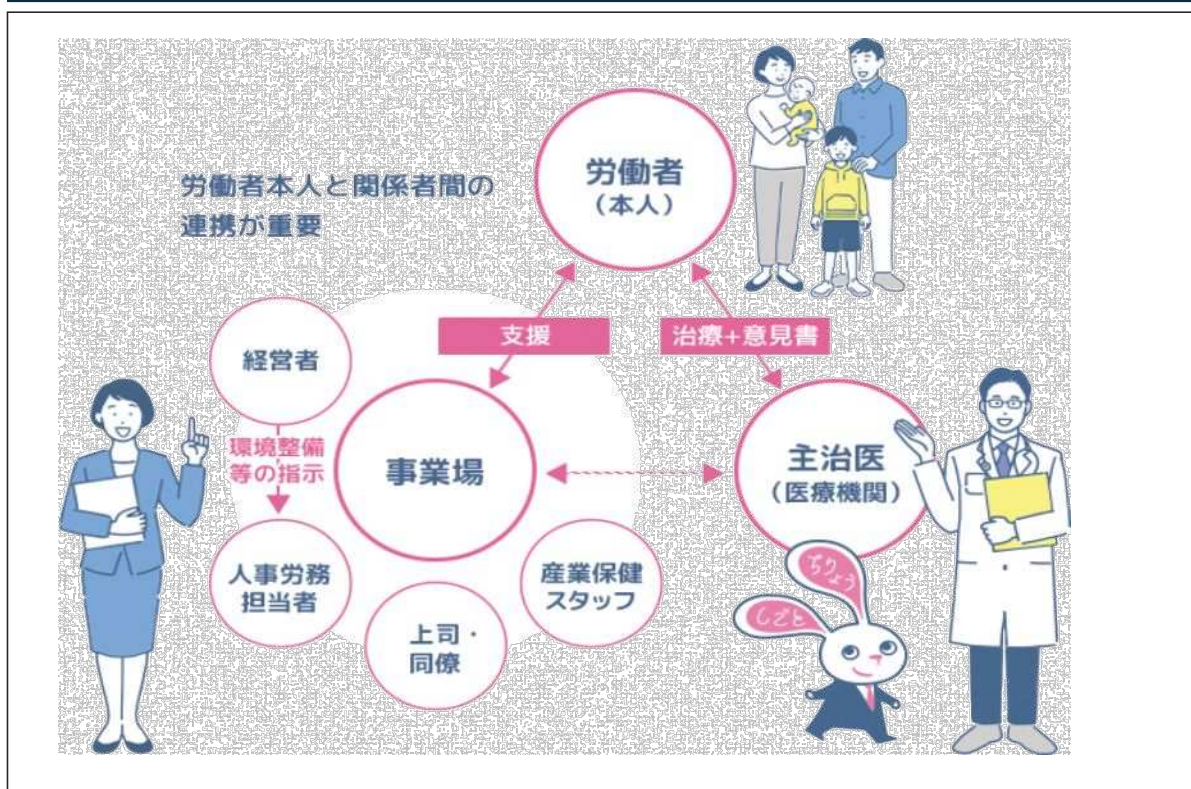 労働者本人と関係者間の
連携が重要
労働者
（本人）
支援
治療+意見書
経営者
環境整備
等の指示
事業場
主治医
（医療機関）
人事労務
担当者
上司・
同僚
産業保健
スタッフ
ちりょう
しごと